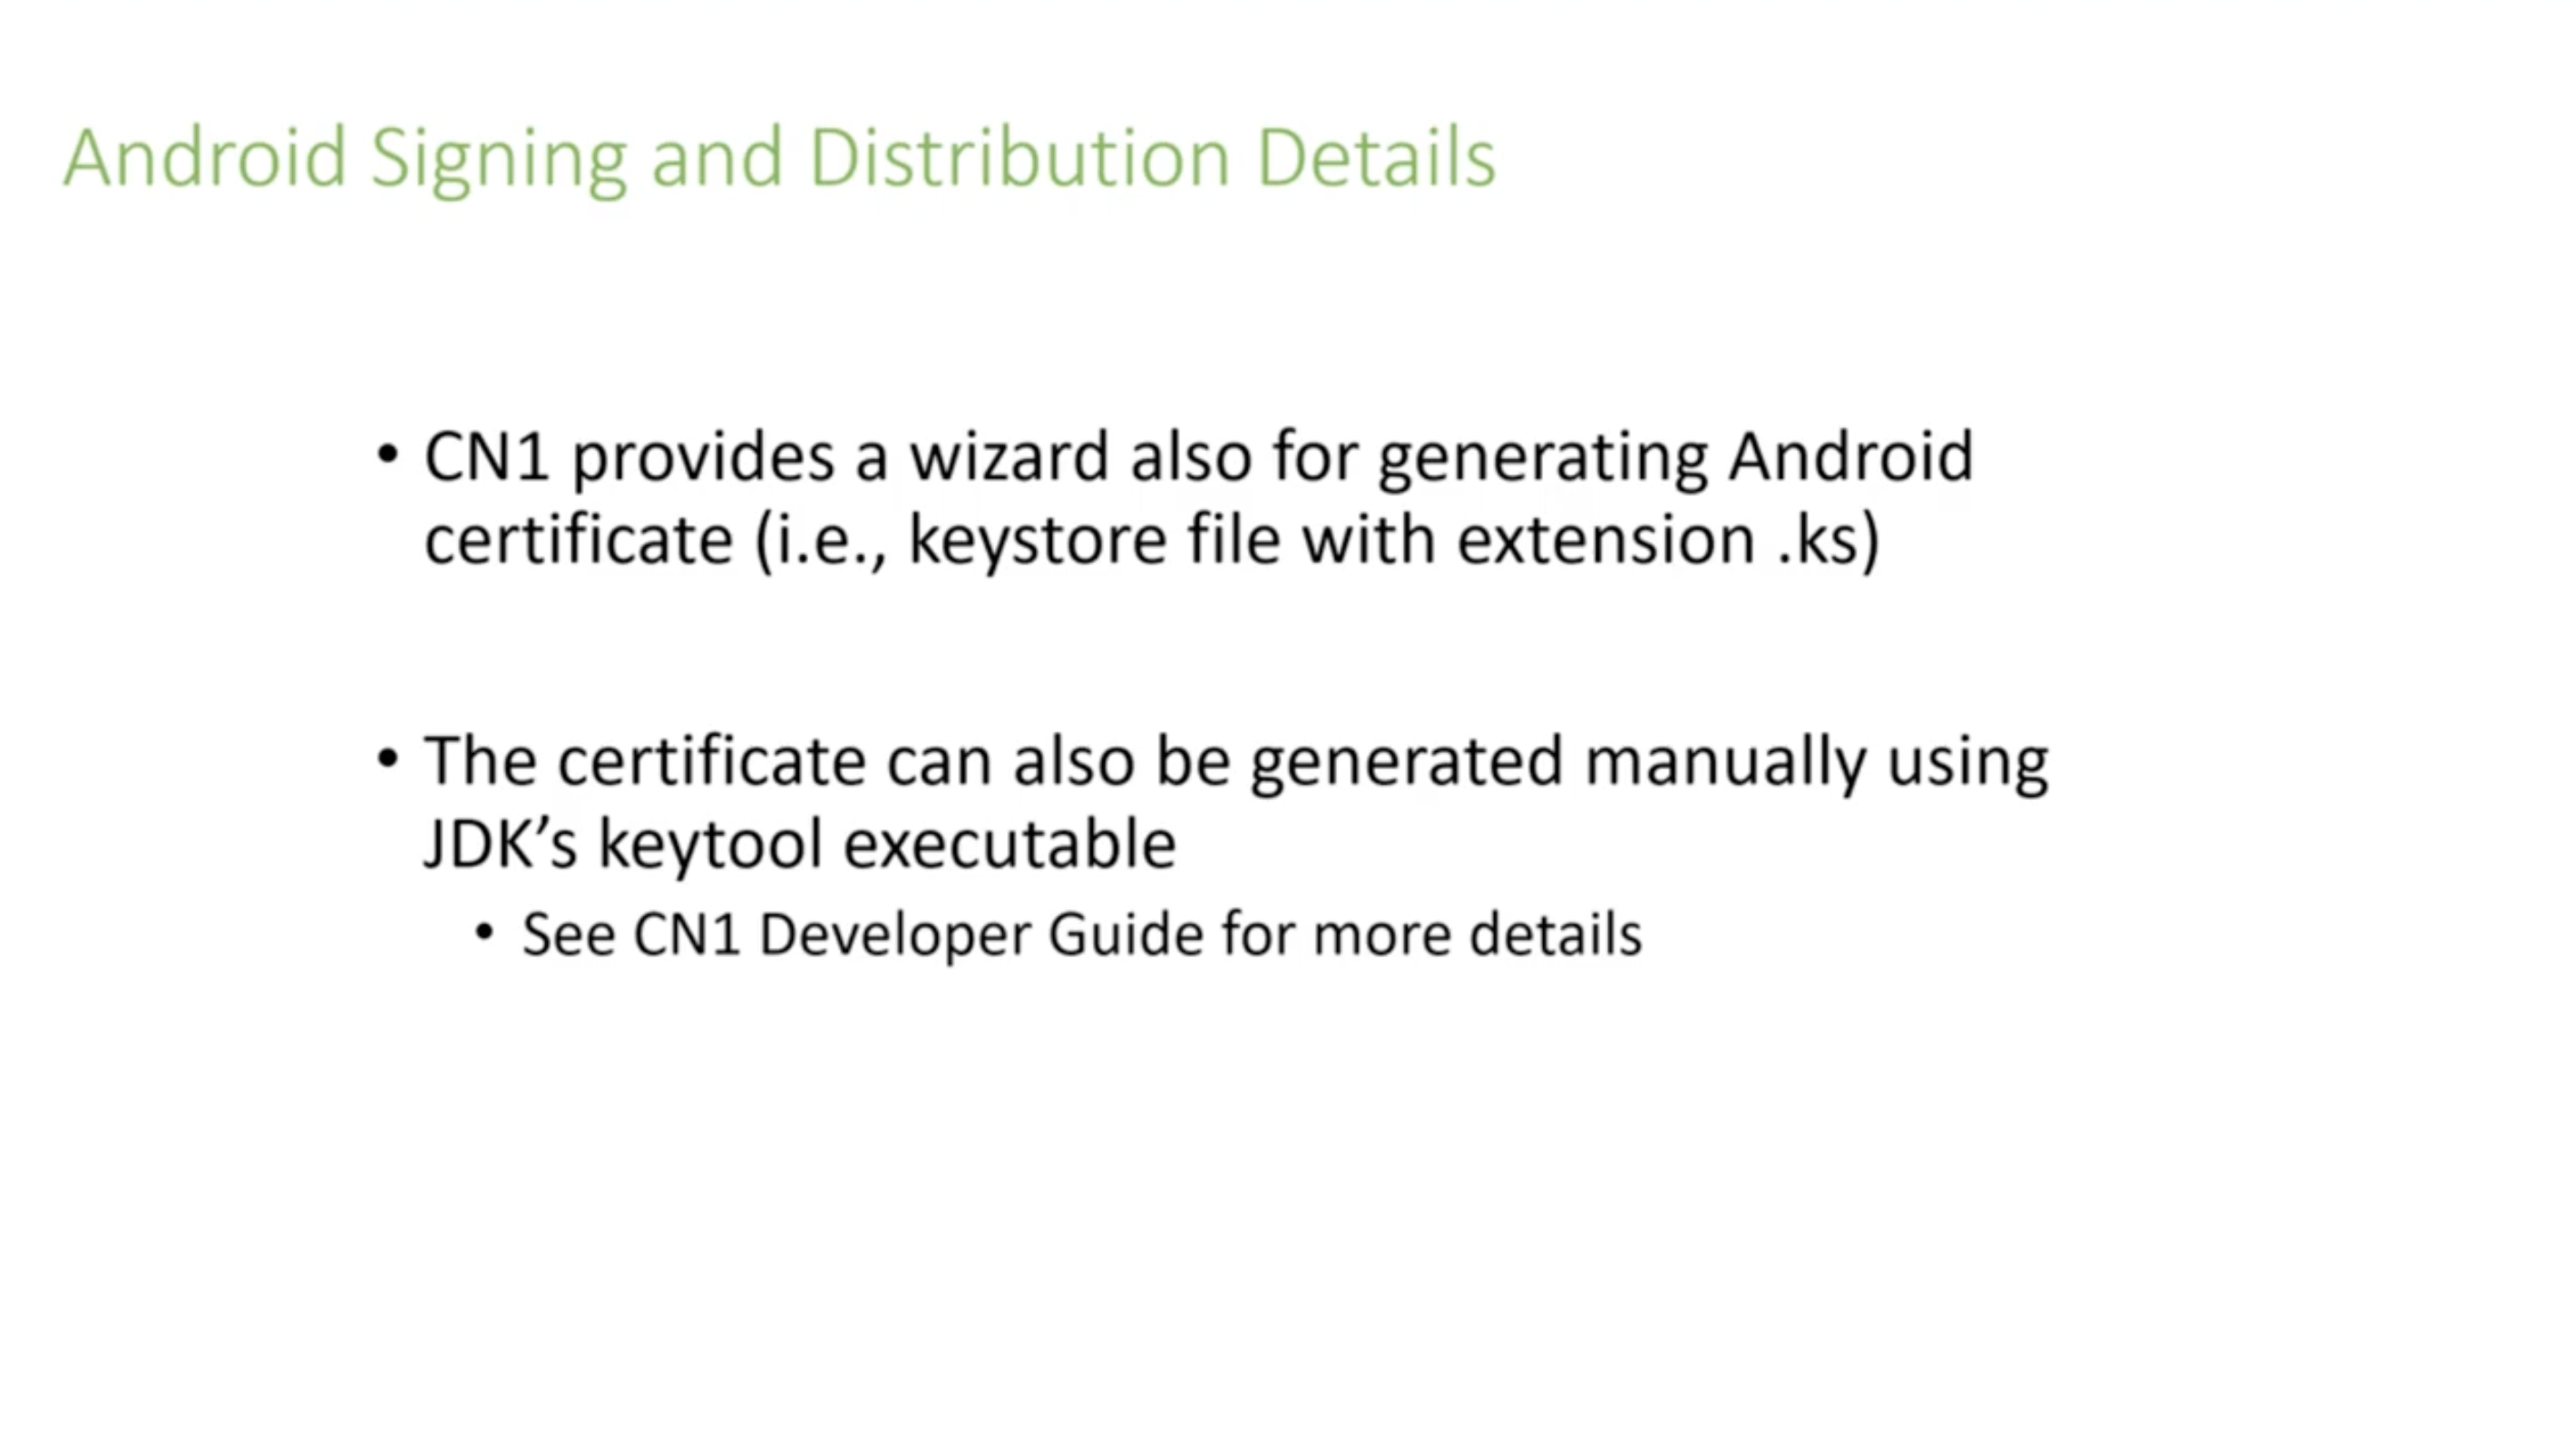 Android Signing and Distribution Details
• CN1 provides a wizard also for generating Android
certificate (i.e., keystore file with extension .ks)
• The certificate can also be generated manually using
JDK’s keytool executable
• See CN1 Developer Guide for more details